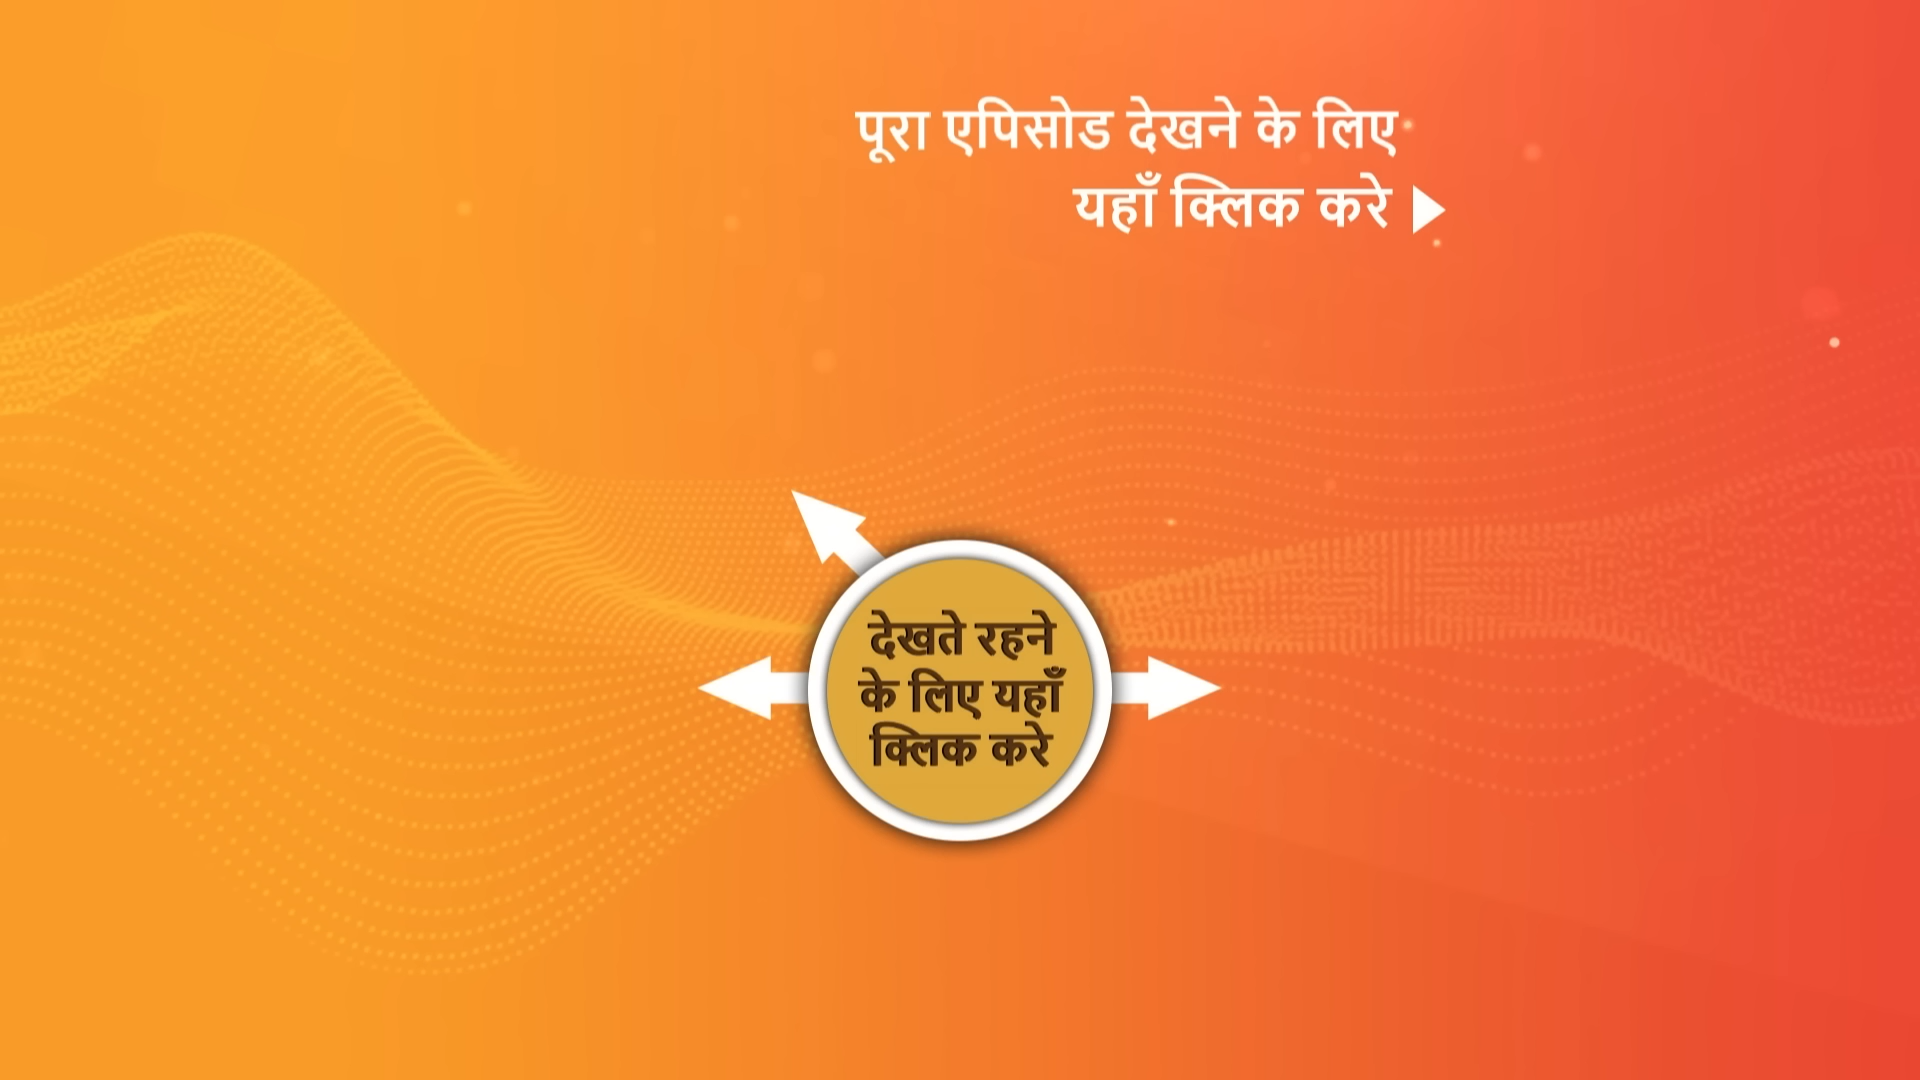 पूरा एपिसोड देखने के लिए
यहाँ क्लिक करे
देखते रहने
के लिए यहाँ
क्लिक करे